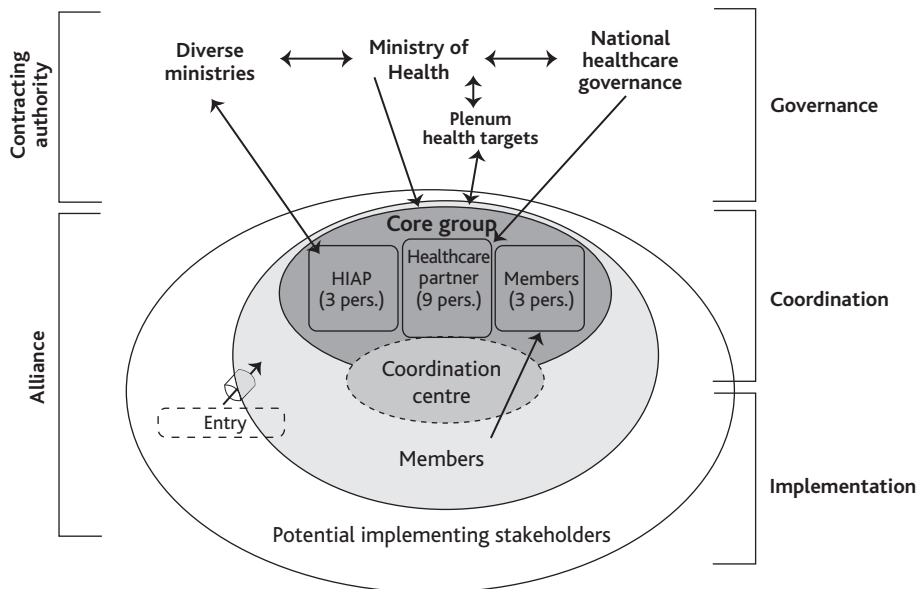 Contracting
authority
Diverse
ministries
Ministry of
Health
National
healthcare
governance
Plenum
health targets
Governance
Alliance
Core group
HIAP
(3 pers.)
Healthcare
partner
(9 pers.)
Members
(3 pers.)
Coordination
Coordination
centre
Entry
Members
Implementation
Potential implementing stakeholders